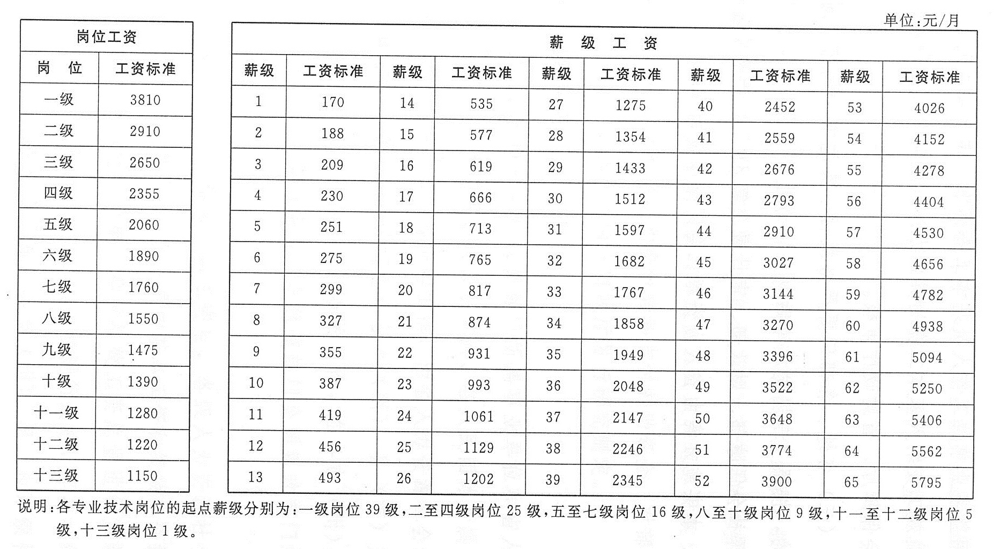 单位:元/月
岗位工资
岗 位 工资标准
一级 3810
二级 2910
三级 2650
四级 2355
五级 2060
六级 1890
七级 1760
八级 1550
九级 1475
十级 1390
十一级 1280
十二级 1220
十三级 1150
薪 级 工 资
薪级 工资标准 薪级 工资标准 薪级 工资标准 薪级 工资标准 薪级 工资标准
1 170 14 535 27 1275 40 2452 53 4026
2 188 15 577 28 1354 41 2559 54 4152
3 209 16 619 29 1433 42 2676 55 4278
4 230 17 666 30 1512 43 2793 56 4404
5 251 18 713 31 1597 44 2910 57 4530
6 275 19 765 32 1682 45 3027 58 4656
7 299 20 817 33 1767 46 3144 59 4782
8 327 21 874 34 1858 47 3270 60 4938
9 355 22 931 35 1949 48 3396 61 5094
10 387 23 993 36 2048 49 3522 62 5250
11 419 24 1061 37 2147 50 3648 63 5406
12 456 25 1129 38 2246 51 3774 64 5562
13 493 26 1202 39 2345 52 3900 65 5795
说明:各专业技术岗位的起点薪级分别为:一级岗位 39 级,二至四级岗位 25 级,五至七级岗位 16 级,八至十级岗位 9 级,十一至十二级岗位 5
级,十三级岗位 1 级。